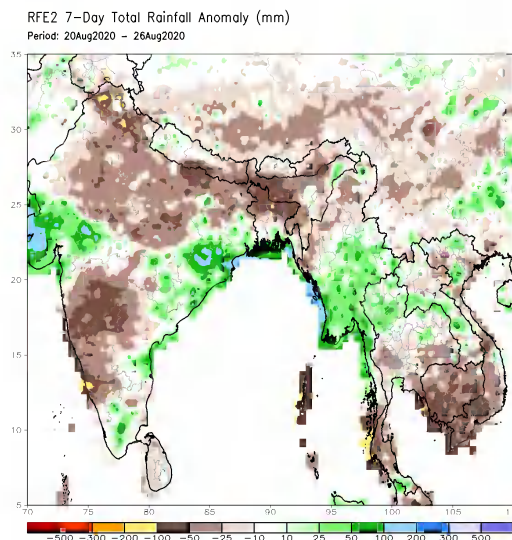 RFE2 7-Day Total Rainfall Anomaly (mm)
Period: 20Aug2020 - 26Aug2020
35
30
25
20
15
10
5
70 75 80 85 90 95 100 105
-500 -300 -200 -100 -50 -25 -10 10 25 50 100 200 300 500